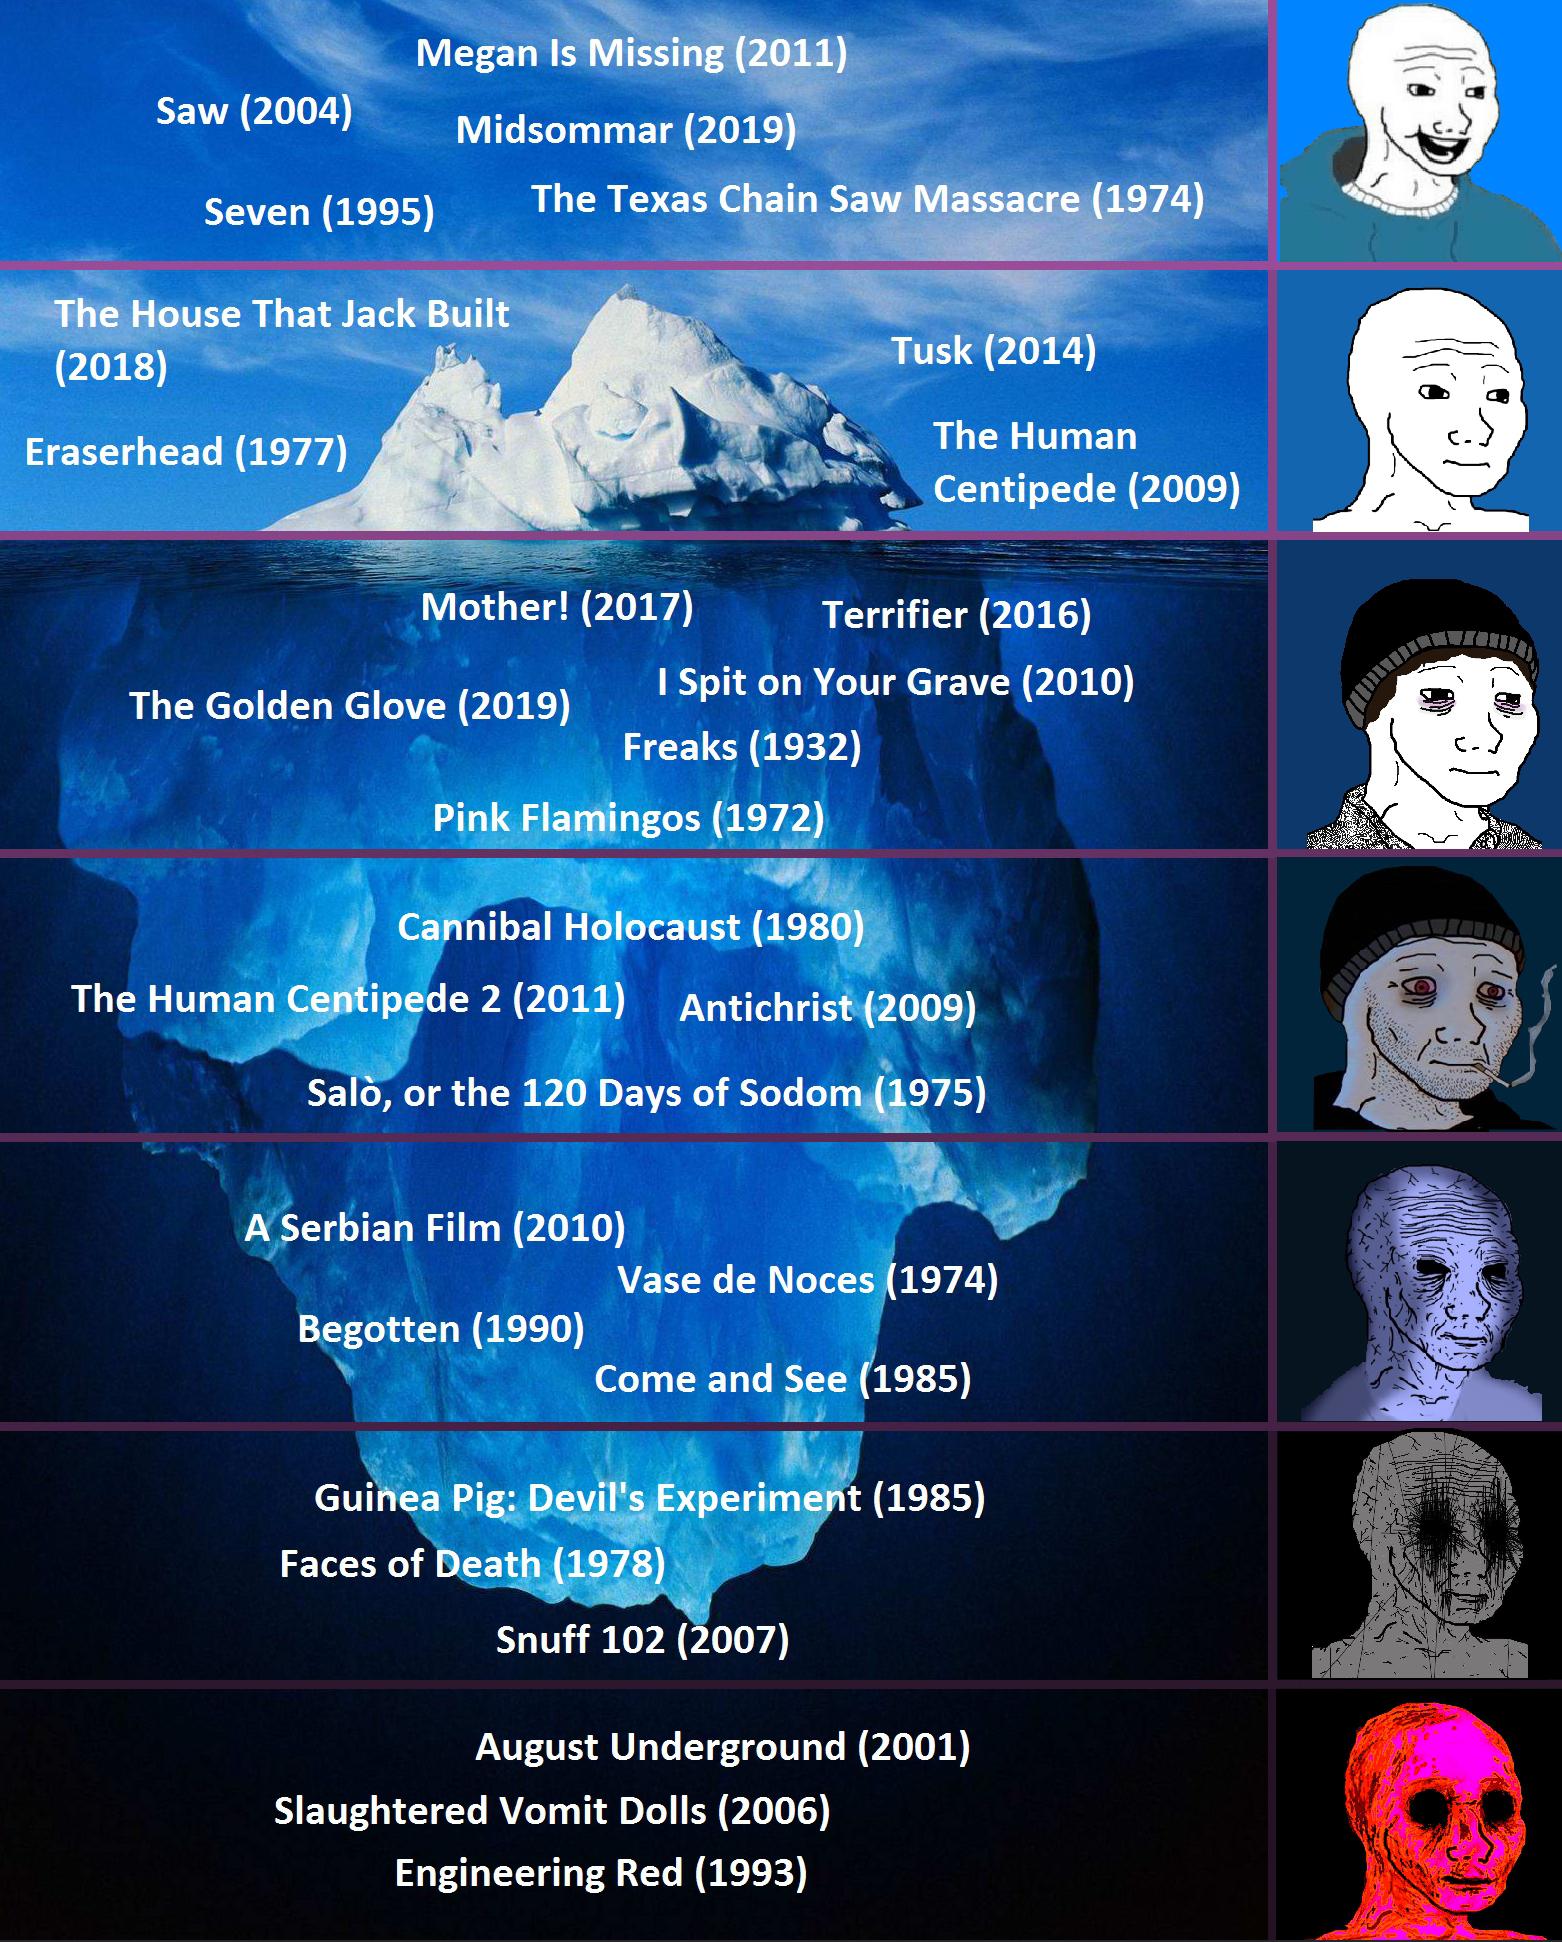 Megan Is Missing (2011)
Saw (2004)
Midsommar (2019)
Seven (1995)
The Texas Chain Saw Massacre (1974)
The House That Jack Built
(2018)
Tusk (2014)
Eraserhead (1977)
The Human
Centipede (2009)
Mother! (2017)
Terrifier (2016)
I Spit on Your Grave (2010)
The Golden Glove (2019)
Freaks (1932)
Pink Flamingos (1972)
Cannibal Holocaust (1980)
The Human Centipede 2 (2011)
Antichrist (2009)
Salò, or the 120 Days of Sodom (1975)
A Serbian Film (2010)
Vase de Noces (1974)
Begotten (1990)
Come and See (1985)
Guinea Pig: Devil's Experiment (1985)
Faces of Death (1978)
Snuff 102 (2007)
August Underground (2001)
Slaughtered Vomit Dolls (2006)
Engineering Red (1993)